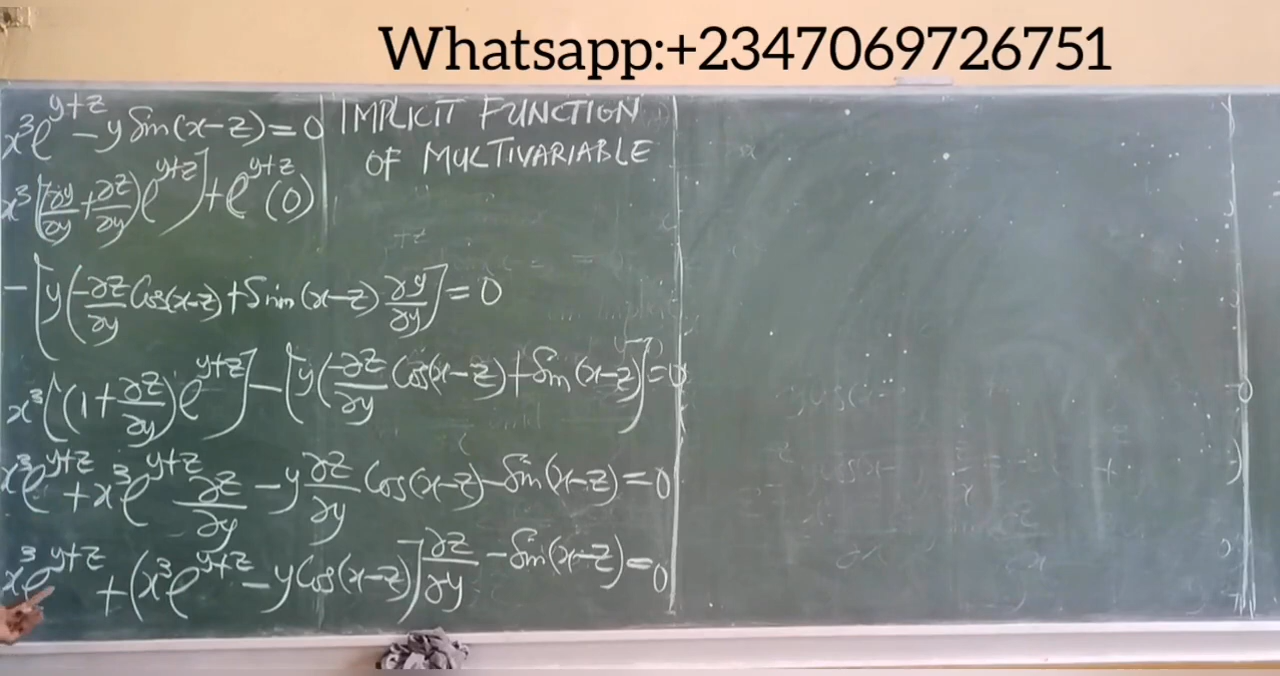 Whatsapp:+2347069726751
x³e^{y+z} - y Sin(x-z) = 0
IMPLICIT FUNCTION
OF MULTIVARIABLE
x³[(∂y/∂y + ∂z/∂y)e^{y+z}] + e^{y+z}(0)
- [y(-∂z/∂y Cos(x-z) + Sin(x-z) ∂y/∂y] = 0
x³((1 + ∂z/∂y)e^{y+z}] - [y(-∂z/∂y Cos(x-z) + Sin(x-z)] = 0
x³e^{y+z} + x³e^{y+z} ∂z/∂y - y ∂z/∂y Cos(x-z) - Sin(x-z) = 0
x³e^{y+z} + (x³e^{y+z} - y Cos(x-z)] ∂z/∂y - Sin(x-z) = 0